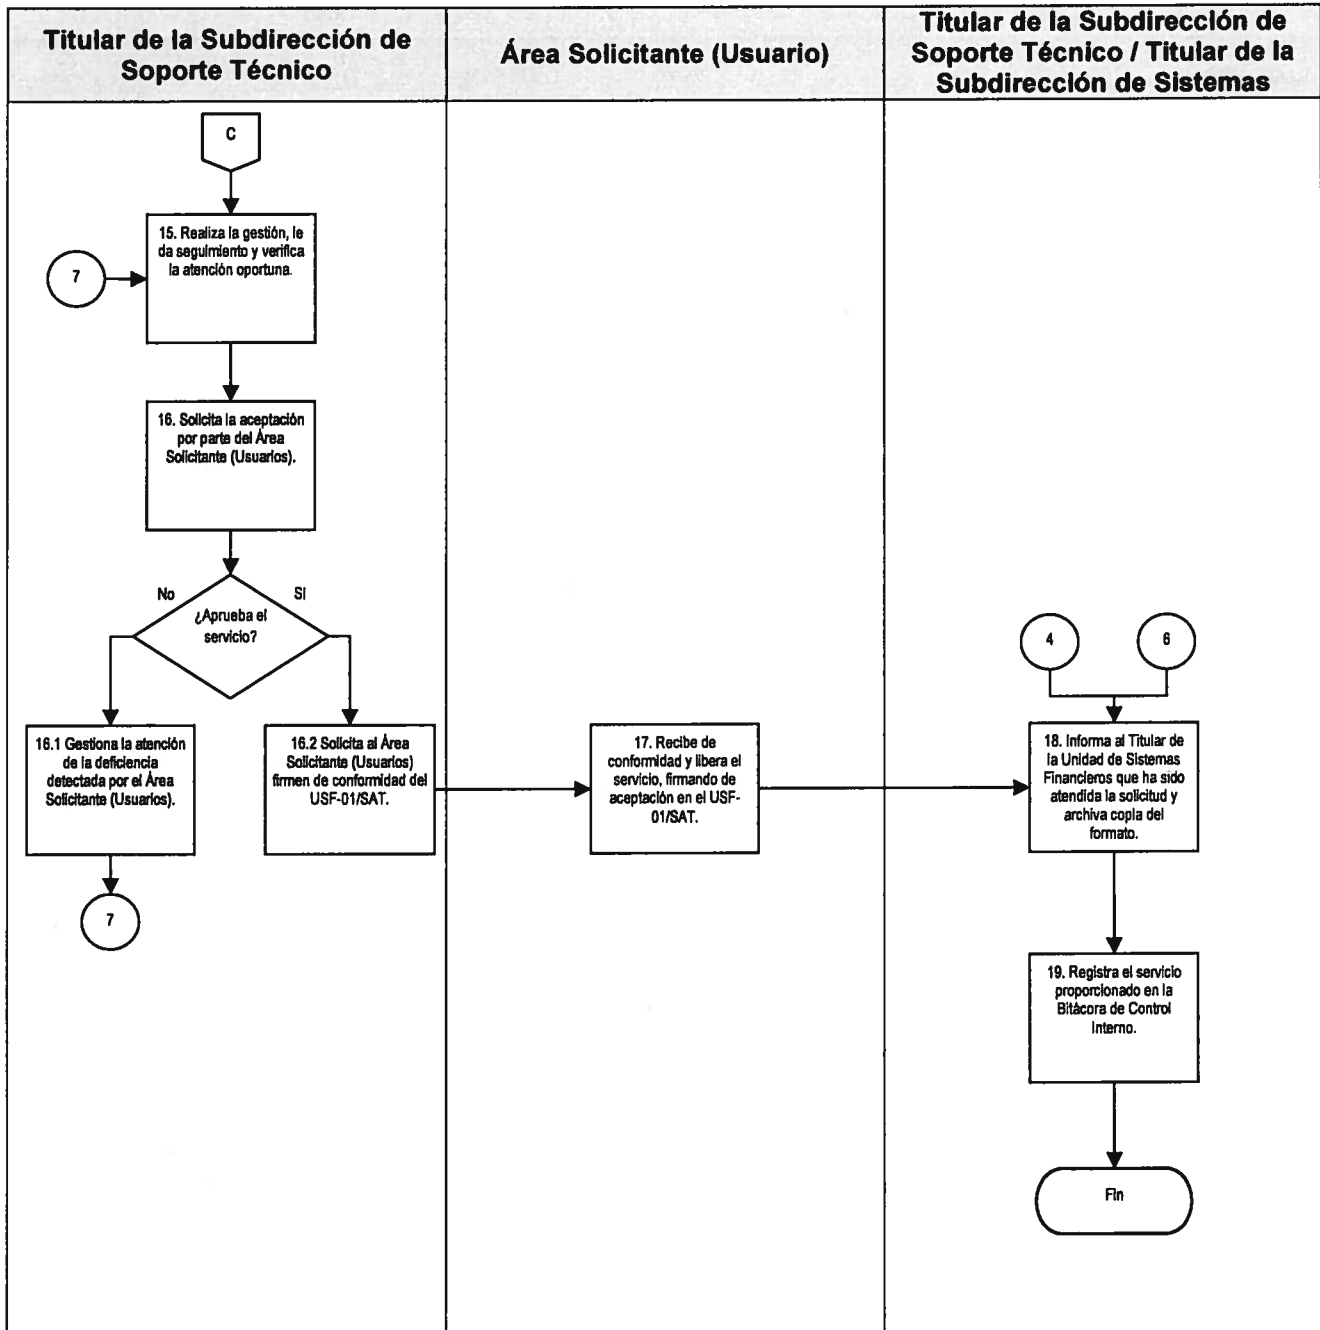 Titular de la Subdirección de
Soporte Técnico
Área Solicitante (Usuario)
Titular de la Subdirección de
Soporte Técnico / Titular de la
Subdirección de Sistemas
C
15. Realiza la gestión, le
da seguimiento y verifica
la atención oportuna.
7
16. Solicita la aceptación
por parte del Área
Solicitante (Usuarios).
No
Si
¿Aprueba el
servicio?
4
6
16.1 Gestiona la atención
de la deficiencia
detectada por el Área
Solicitante (Usuarios).
16.2 Solicita al Área
Solicitante (Usuarios)
firmen de conformidad del
USF-01/SAT.
17. Recibe de
conformidad y libera el
servicio, firmando de
aceptación en el USF-
01/SAT.
18. Informa al Titular de
la Unidad de Sistemas
Financieros que ha sido
atendida la solicitud y
archiva copia del
formato.
7
19. Registra el servicio
proporcionado en la
Bitácora de Control
Interno.
Fin